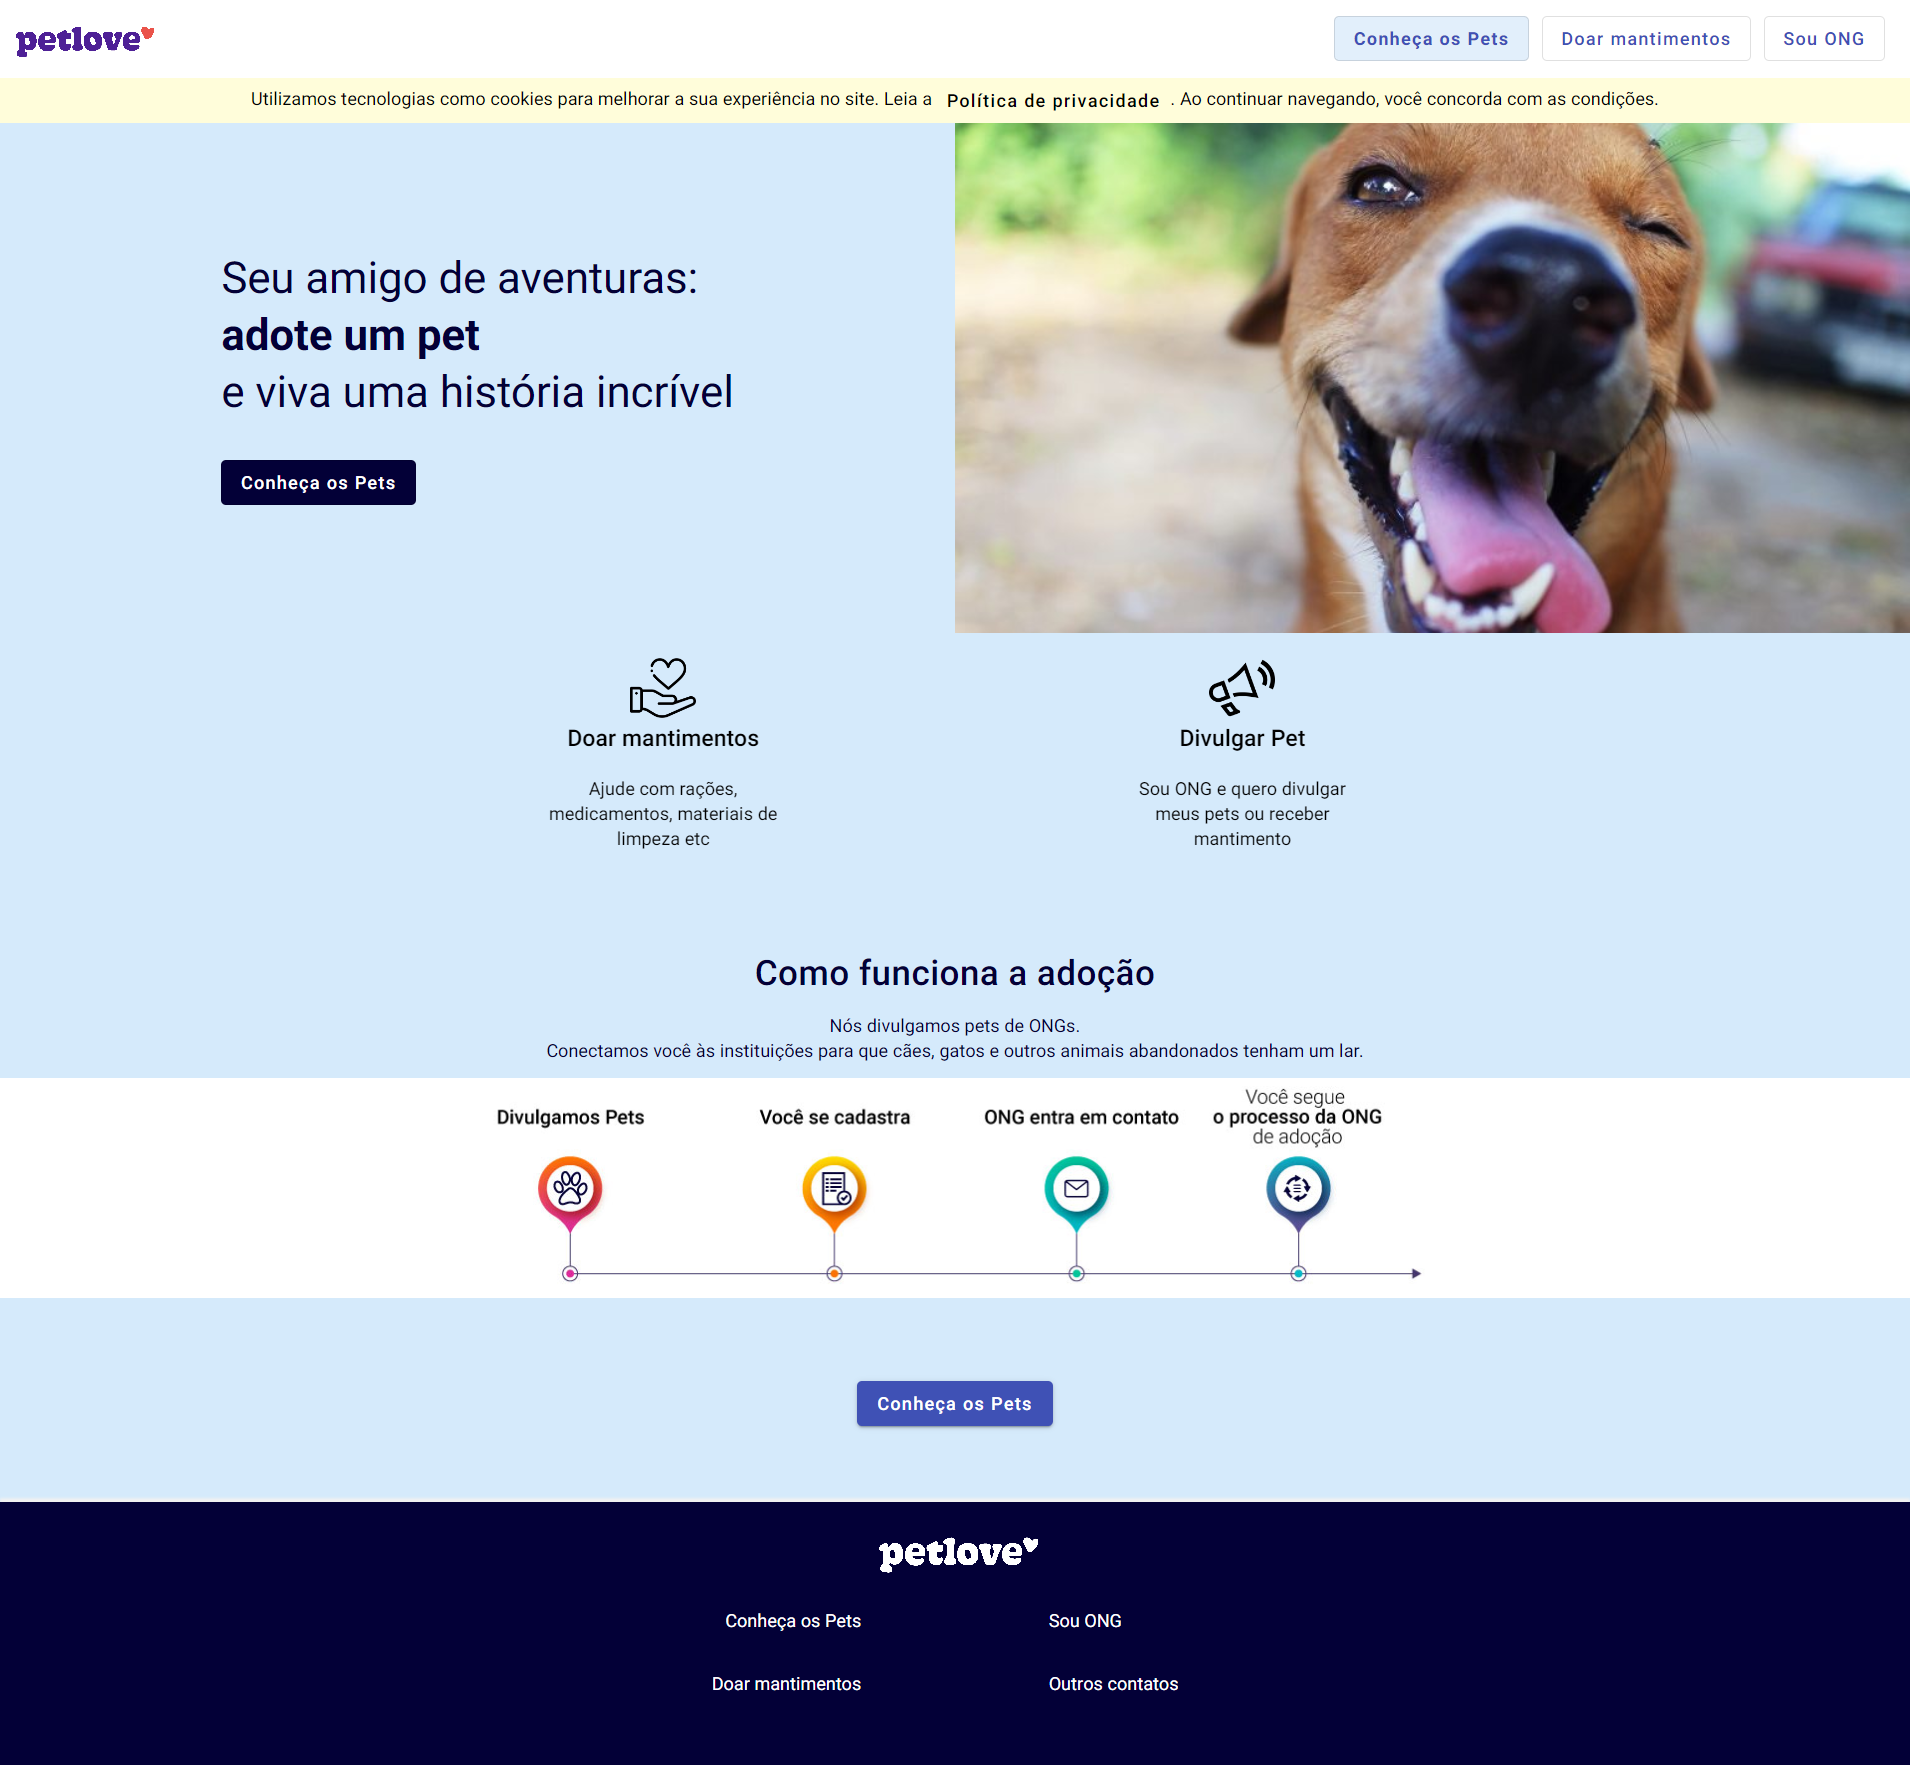 petlove
Conheça os Pets
Doar mantimentos
Sou ONG
Utilizamos tecnologias como cookies para melhorar a sua experiência no site. Leia a Política de privacidade . Ao continuar navegando, você concorda com as condições.
Seu amigo de aventuras:
adote um pet
e viva uma história incrível
Conheça os Pets
Doar mantimentos
Ajude com rações,
medicamentos, materiais de
limpeza etc
Divulgar Pet
Sou ONG e quero divulgar
meus pets ou receber
mantimento
Como funciona a adoção
Nós divulgamos pets de ONGs.
Conectamos você às instituições para que cães, gatos e outros animais abandonados tenham um lar.
Divulgamos Pets
Você se cadastra
ONG entra em contato
Você segue
o processo da ONG
de adoção
Conheça os Pets
petlove
Conheça os Pets
Sou ONG
Doar mantimentos
Outros contatos